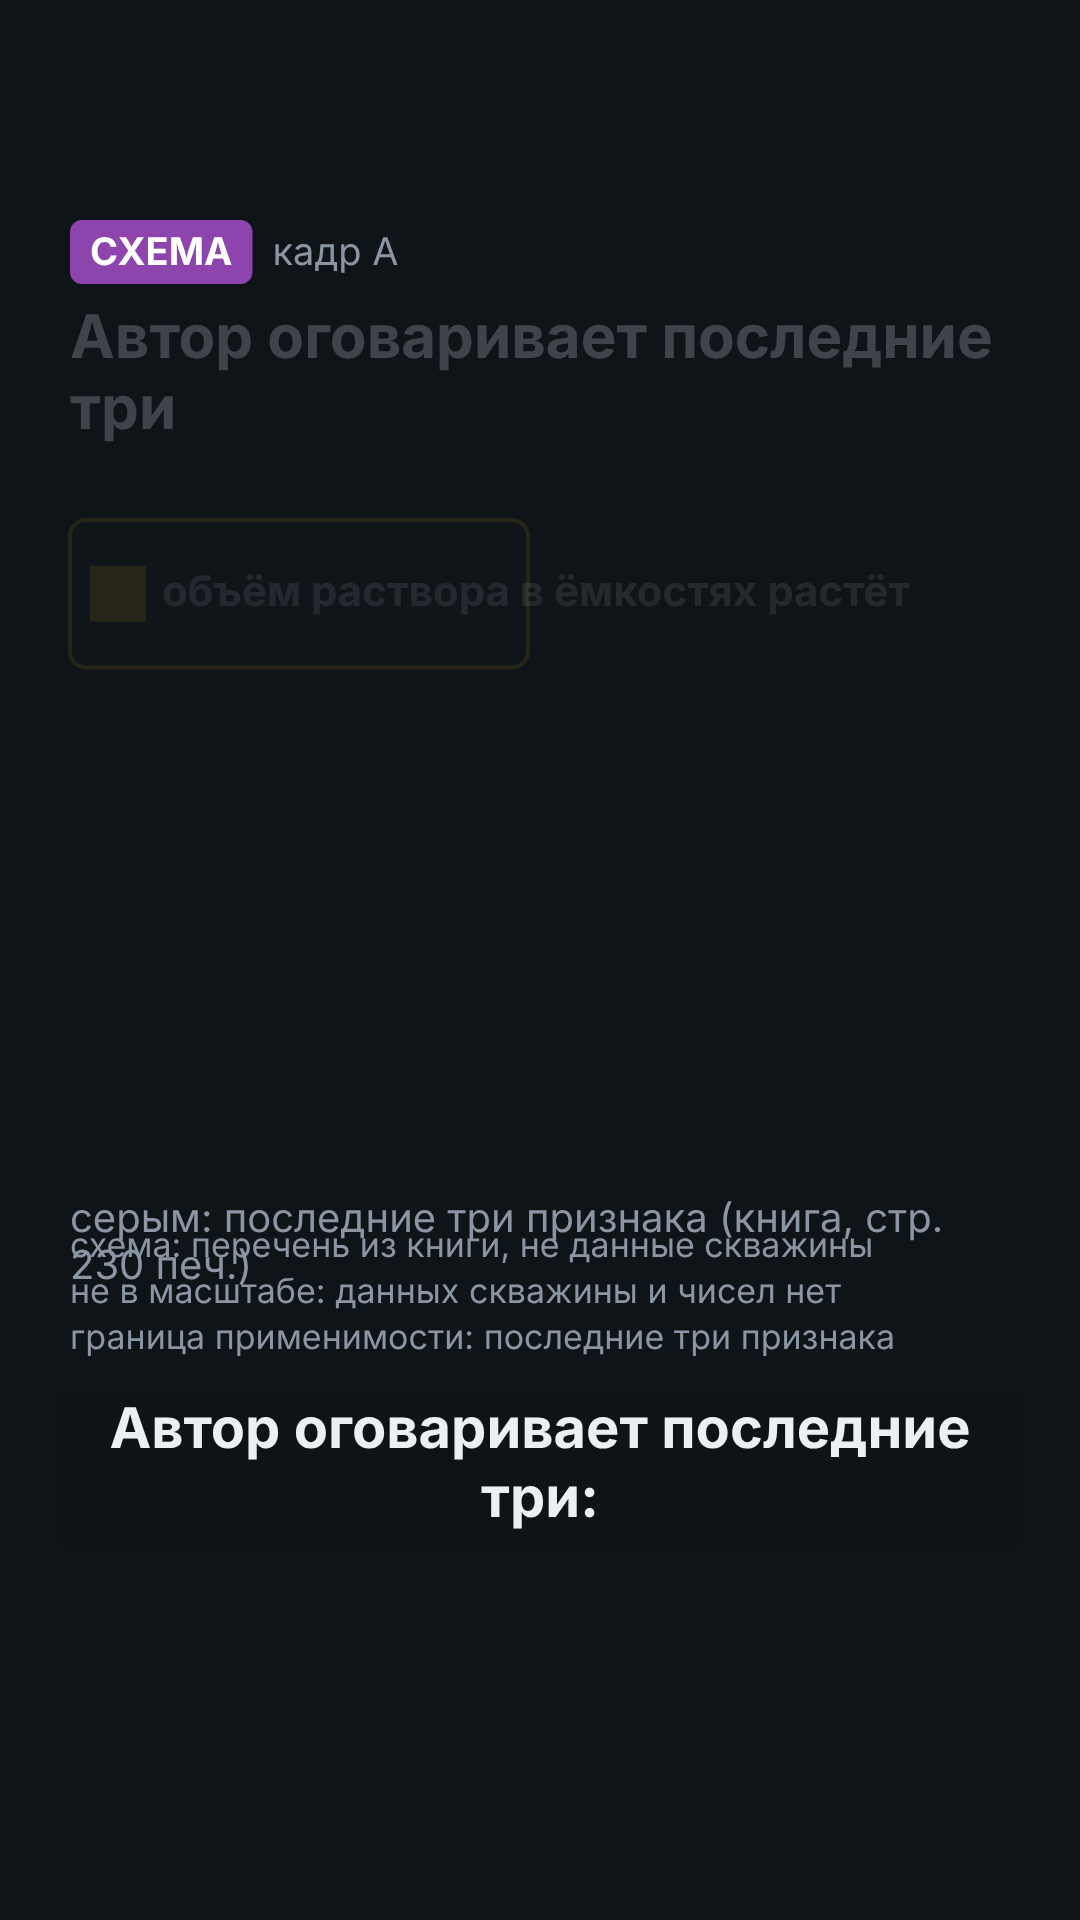 СХЕМА кадр А
Автор оговаривает последние
три
объём раствора в ёмкостях растёт
серым: последние три признака (книга, стр.
схема: перечень из книги, не данные скважины
230 печ.)
не в масштабе: данных скважины и чисел нет
граница применимости: последние три признака
Автор оговаривает последние
три: